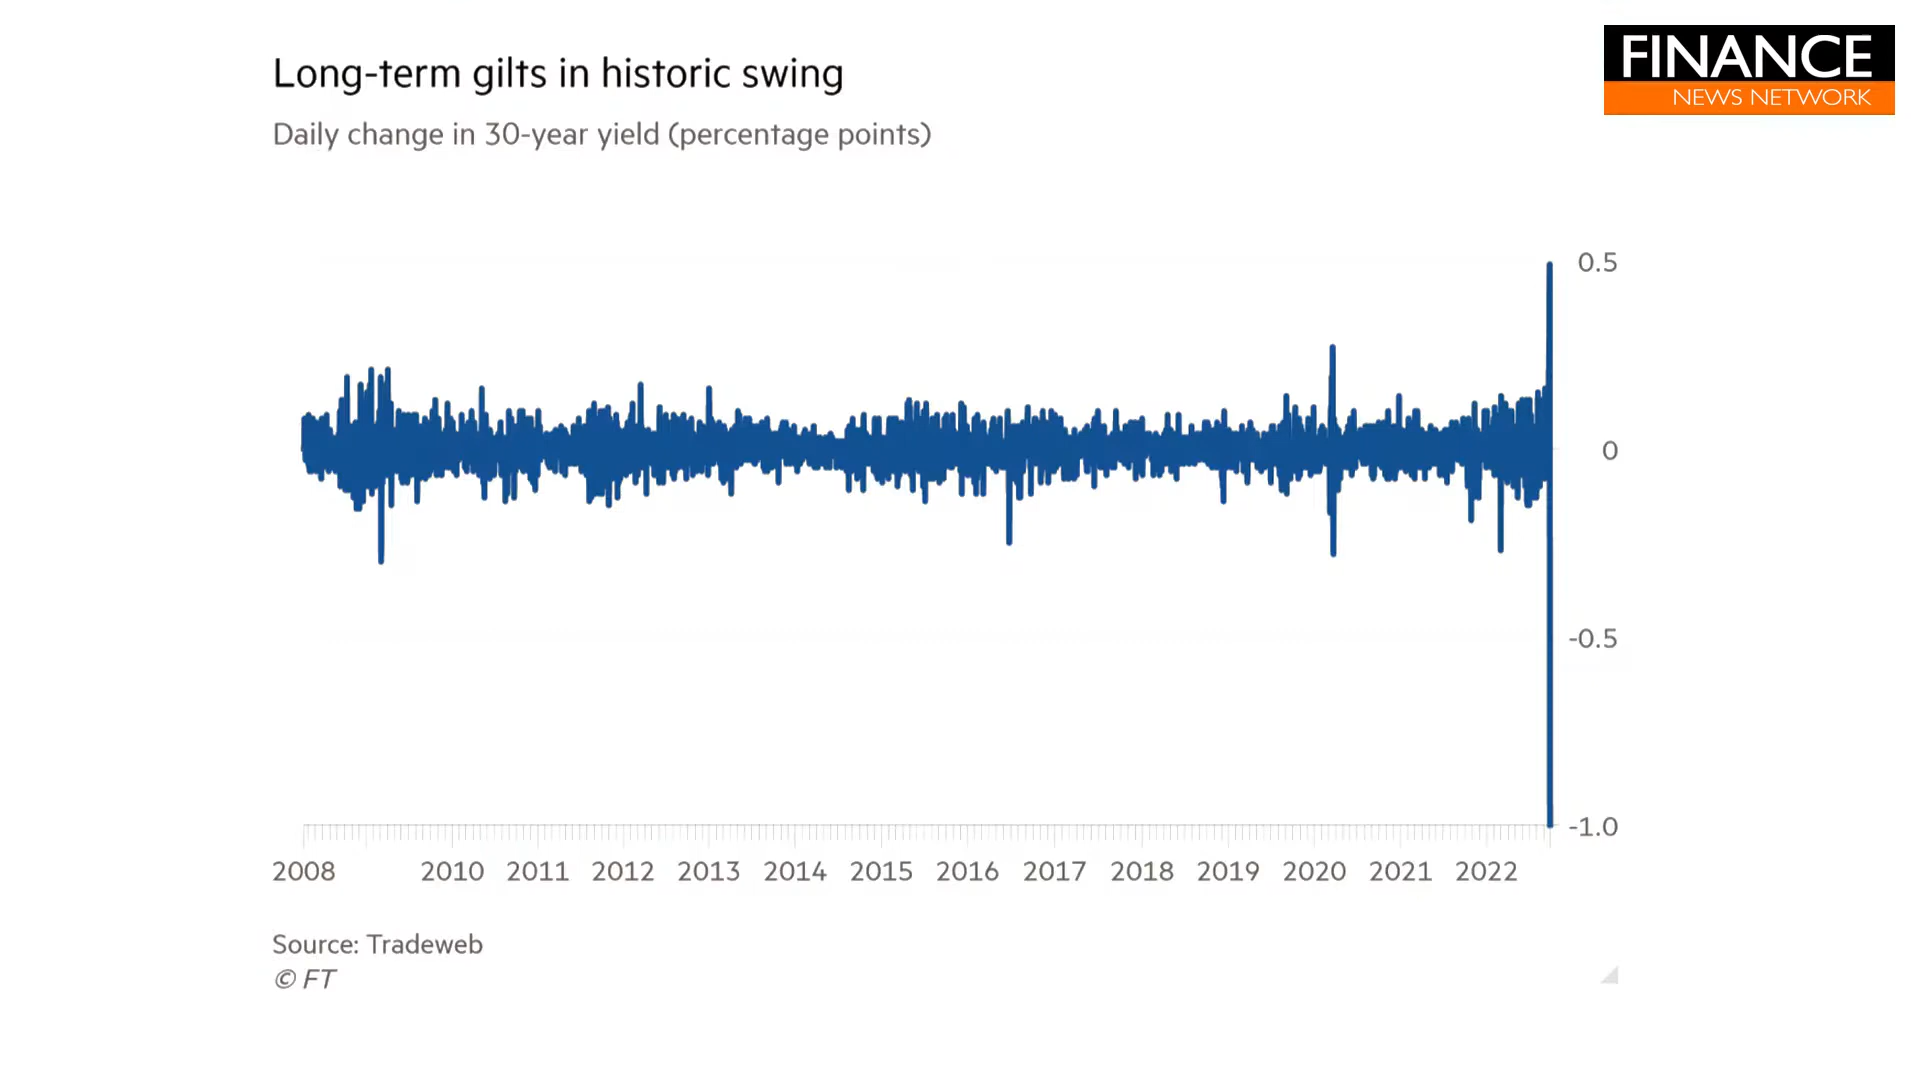 Long-term gilts in historic swing
Daily change in 30-year yield (percentage points)
FINANCE
NEWS NETWORK
0.5
0
-0.5
-1.0
2008 2010 2011 2012 2013 2014 2015 2016 2017 2018 2019 2020 2021 2022
Source: Tradeweb
© FT